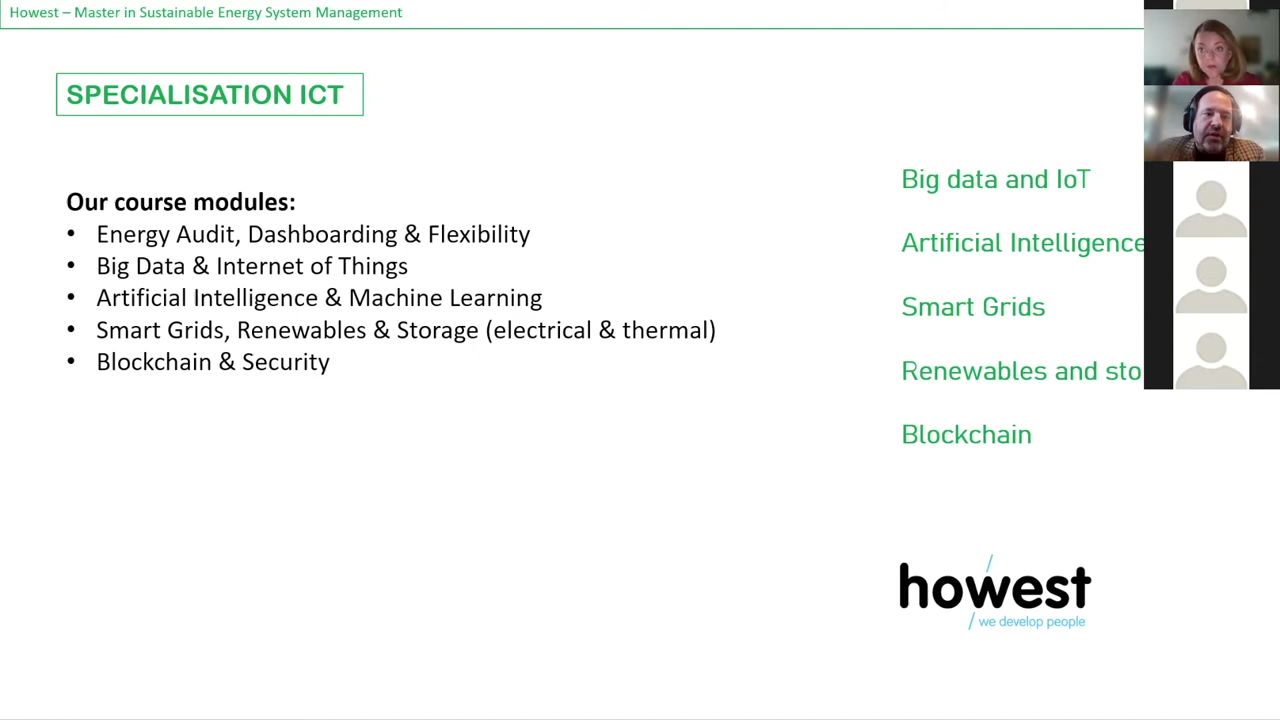 Howest – Master in Sustainable Energy System Management
SPECIALISATION ICT
Our course modules:
• Energy Audit, Dashboarding & Flexibility
• Big Data & Internet of Things
• Artificial Intelligence & Machine Learning
• Smart Grids, Renewables & Storage (electrical & thermal)
• Blockchain & Security
Big data and IoT
Artificial Intelligence
Smart Grids
Renewables and sto
Blockchain
howest
we develop people